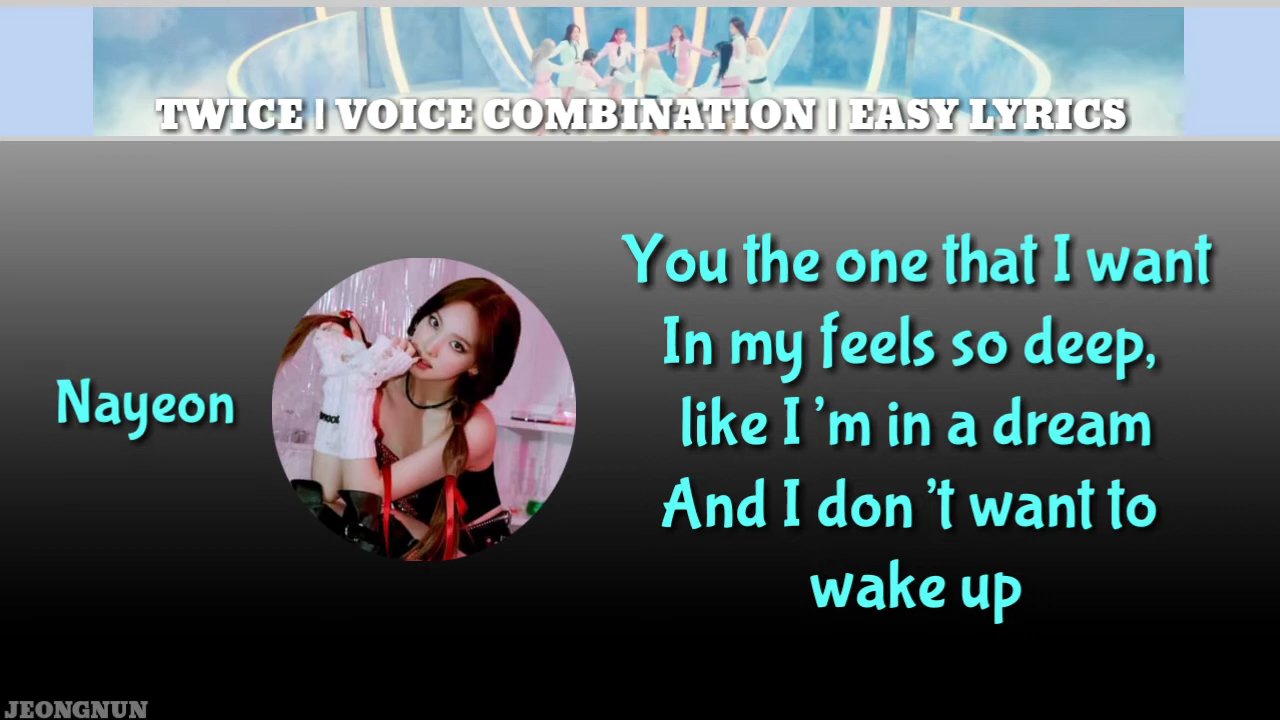 TWICE | VOICE COMBINATION | EASY LYRICS
Nayeon
You the one that I want
In my feels so deep,
like I 'm in a dream
And I don 't want to
wake up
JEONGNUN